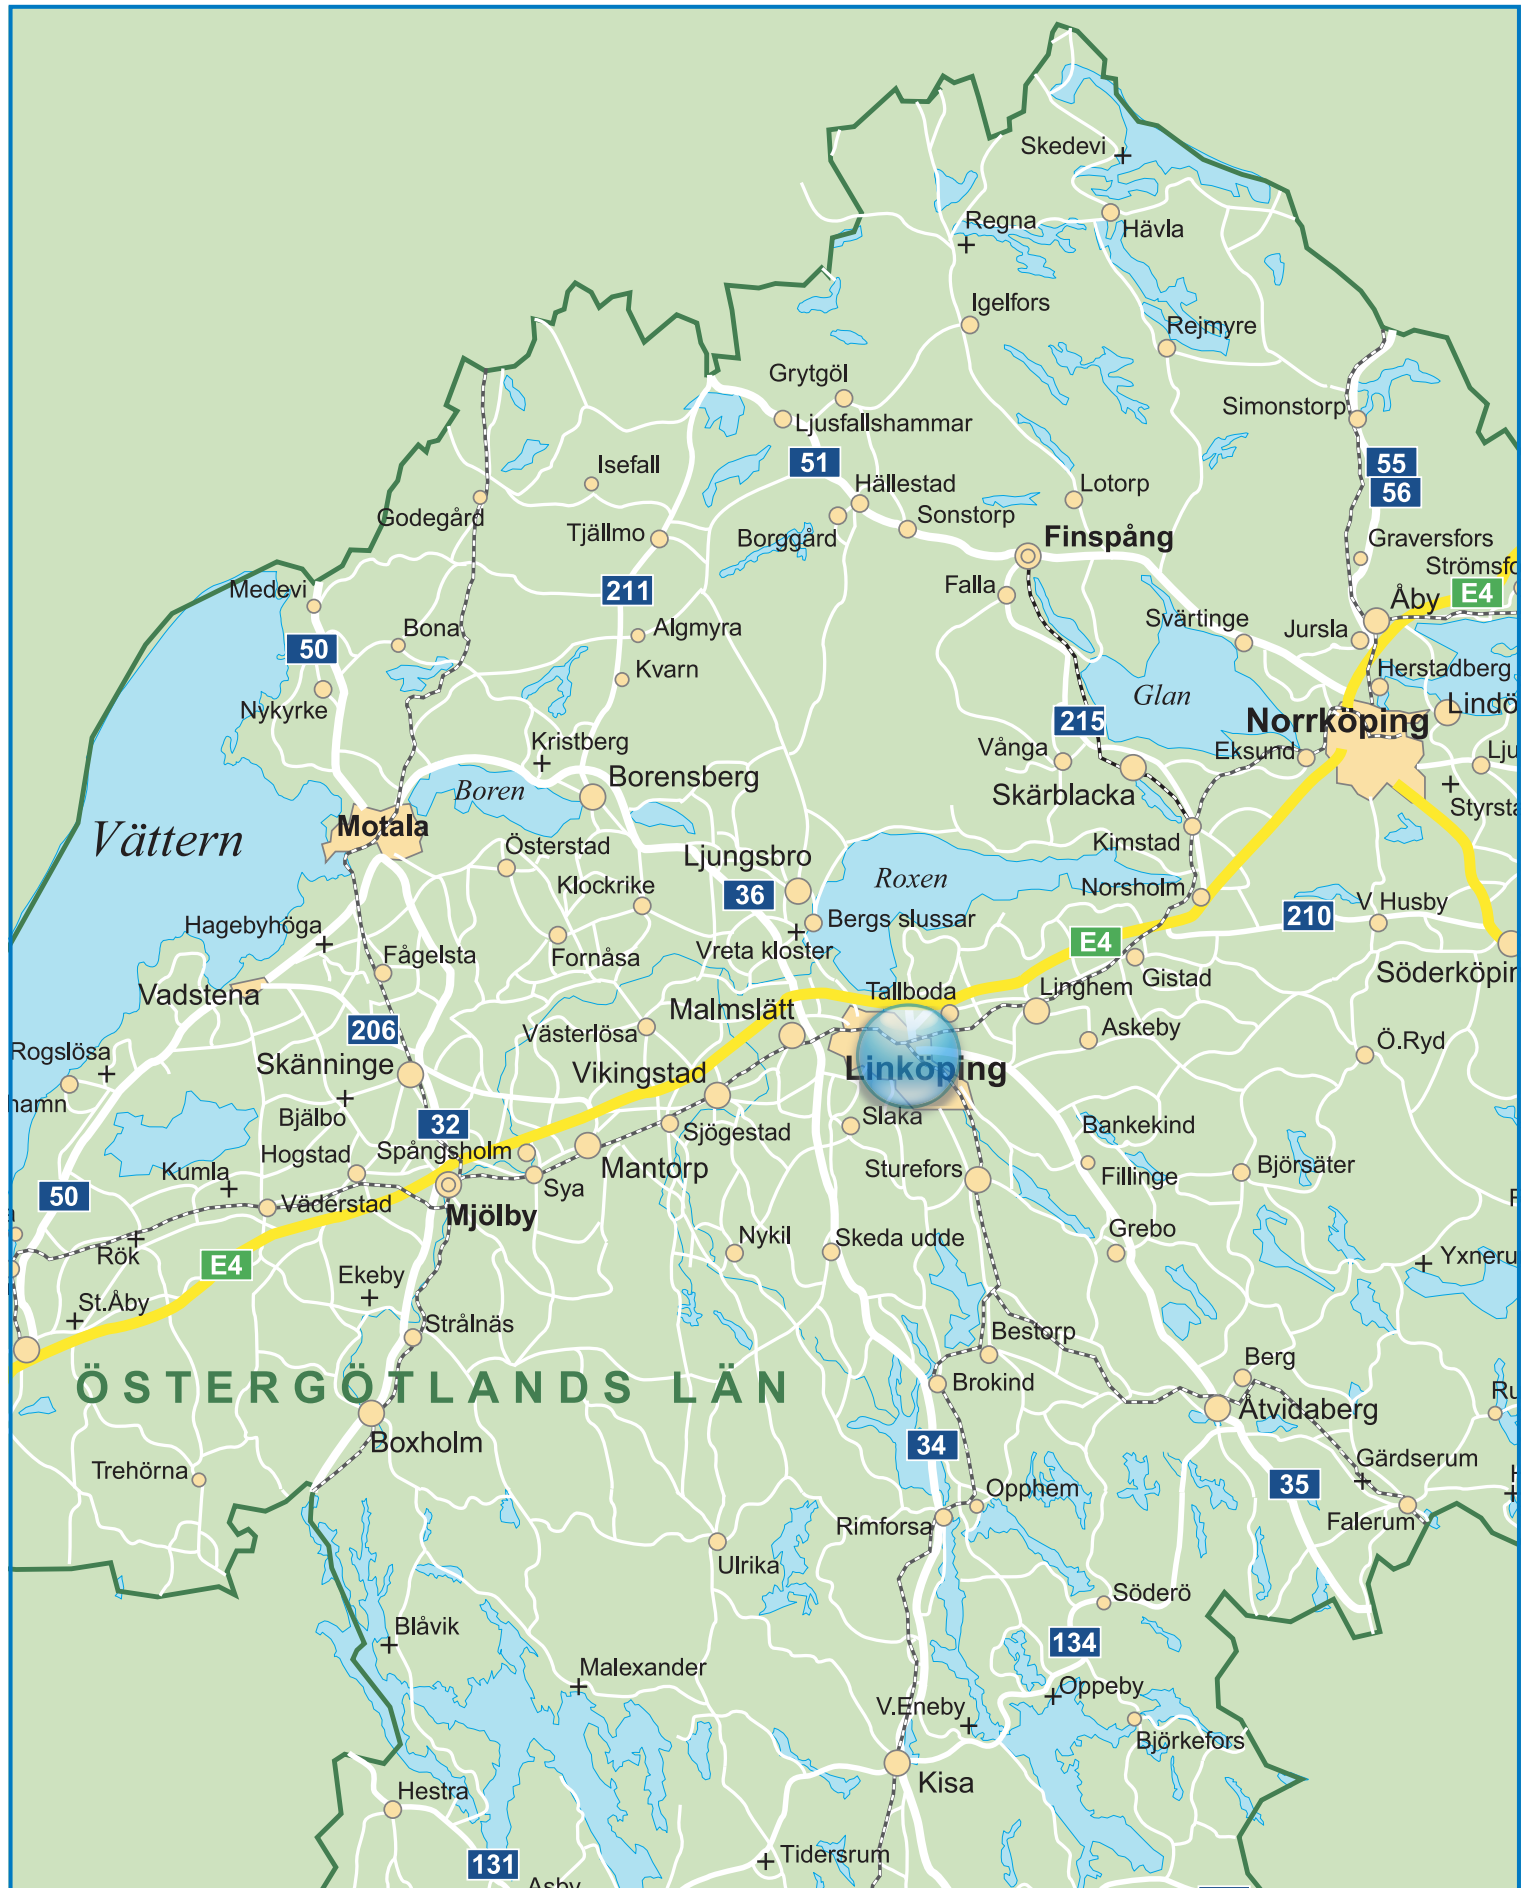 Skedevi
Regna
Hävla
Igelfors
Rejmyre
Grytgöl
Simonstorp
Ljusfallshammar
51
55
Isefall
56
Hällestad
Lotorp
Godegård
Sonstorp
Tjällmo
Borggård
Finspång
Graversfors
Medevi
211
Falla
E4
Åby
Svärtinge
Bona
Algmyra
Jursla
50
Kvarn
Herstadberg
Glan
Nykyrke
Lindö
215
Norrköping
Kristberg
Vånga
Eksund
Borensberg
Boren
Skärblacka
Motala
Vättern
Kimstad
Österstad
Ljungsbro
Roxen
Klockrike
36
Norsholm
V Husby
210
Hagebyhöga
Bergs slussar
E4
Fågelsta
Fornåsa
Vreta kloster
Gistad
Vadstena
Tallboda
Linghem
Malmslätt
206
Västerlösa
Askeby
Ö.Ryd
Rogslösa
Skänninge
Vikingstad
Linköping
Bjälbo
32
Slaka
Sjögestad
Bankekind
Hogstad
Spångsholm
Kumla
Mantorp
Sturefors
Fillinge
Björsäter
50
Väderstad
Sya
Mjölby
Rök
Nykil
Skeda udde
Grebo
E4
Ekeby
St.Åby
Strålnäs
Bestorp
Berg
ÖSTERGÖTLANDS LÄN
Brokind
Åtvidaberg
Boxholm
34
Gärdserum
Trehörna
35
Opphem
Rimforsa
Falerum
Ulrika
Söderö
Blåvik
134
Malexander
Oppeby
V.Eneby
Björkefors
Kisa
Hestra
Tidersrum
131